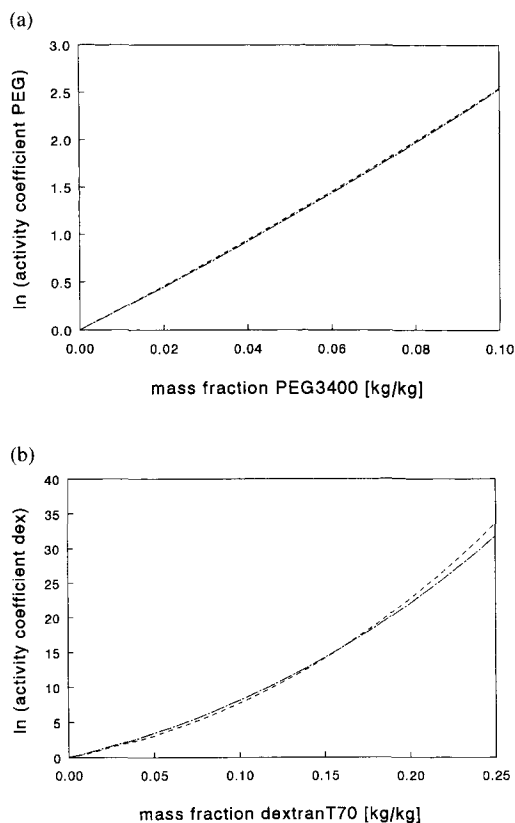 (a)
3.0
2.5
2.0
1.5
1.0
0.5
0.0
ln (activity coefficient PEG)
0.00 0.02 0.04 0.06 0.08 0.10
mass fraction PEG3400 [kg/kg]
(b)
40
35
30
25
20
15
10
5
0
ln (activity coefficient dex)
0.00 0.05 0.10 0.15 0.20 0.25
mass fraction dextranT70 [kg/kg]